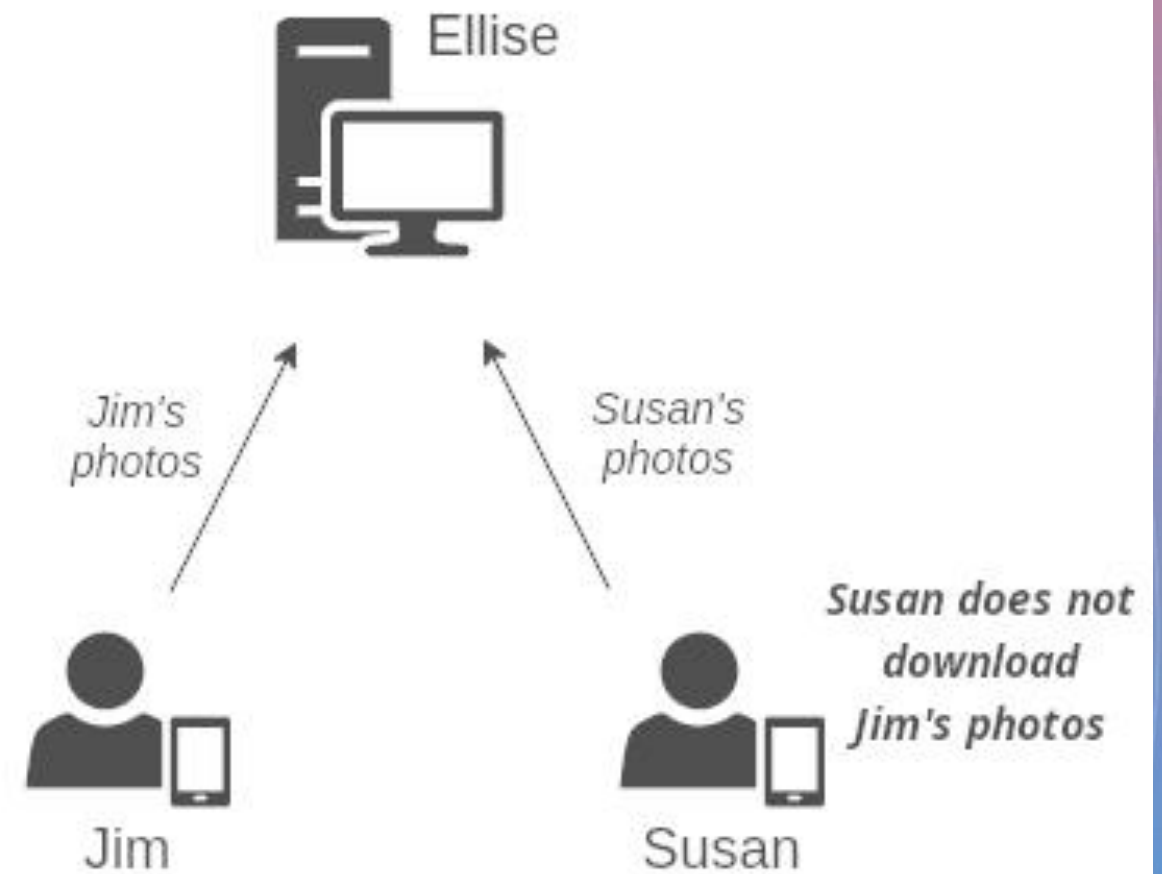 Ellise
Jim's
photos
Susan's
photos
Susan does not
download
Jim's photos
Jim
Susan